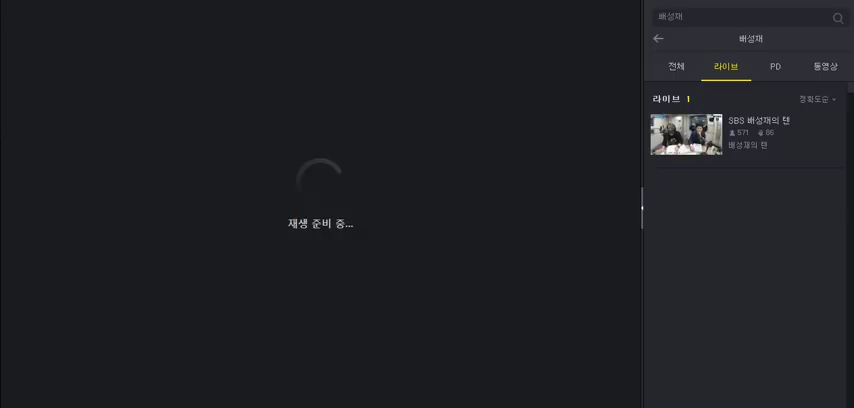 배성재
배성재
전체 라이브 PD 동영상
라이브 1 정확도순
SBS 배성재의 텐
571 86
배성재의 텐
재생 준비 중...